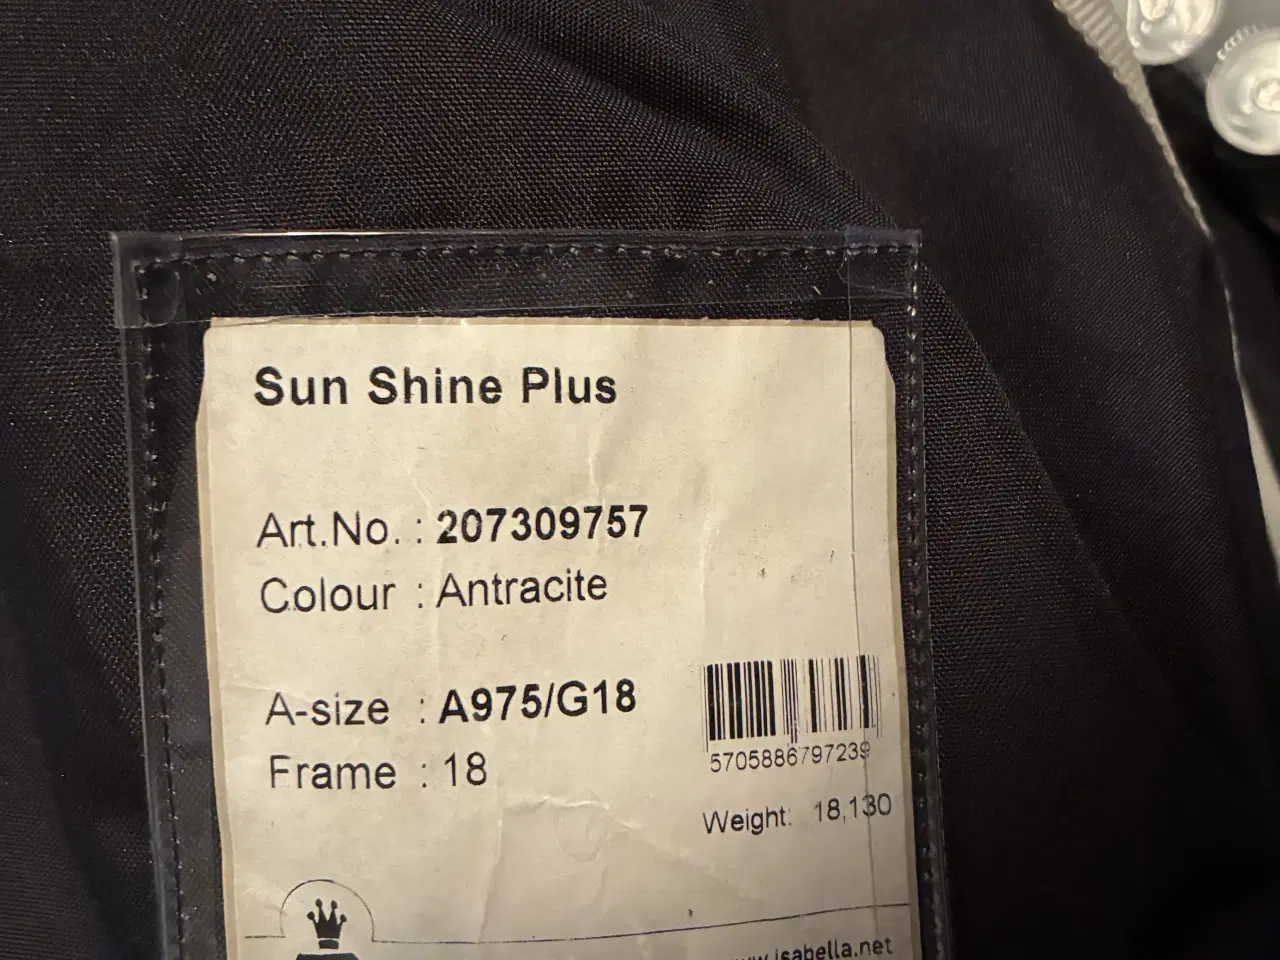 Sun Shine Plus
Art.No. : 207309757
Colour : Antracite
A-size : A975/G18
Frame : 18
5705886797239
Weight: 18,130
www.isabella.net